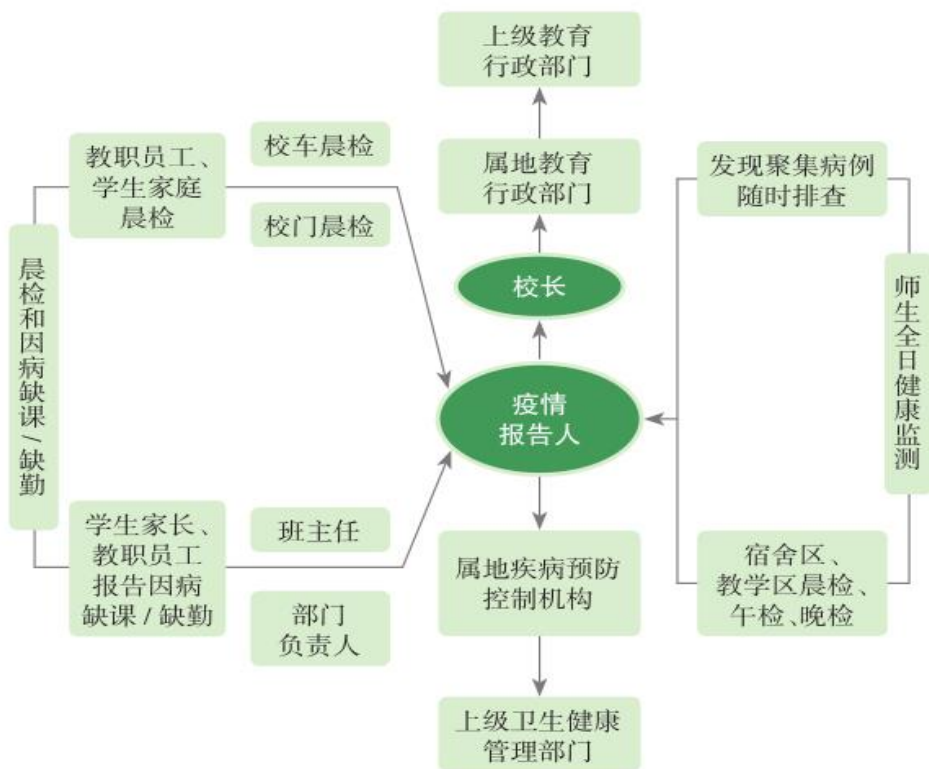 上级教育
行政部门
属地教育
行政部门
校长
疫情
报告人
属地疾病预防
控制机构
上级卫生健康
管理部门
晨检和因病缺课/缺勤
教职员工、
学生家庭
晨检
校车晨检
校门晨检
学生家长、
教职员工
报告因病
缺课/缺勤
班主任
部门
负责人
发现聚集病例
随时排查
师生全日健康监测
宿舍区、
教学区晨检、
午检、晚检